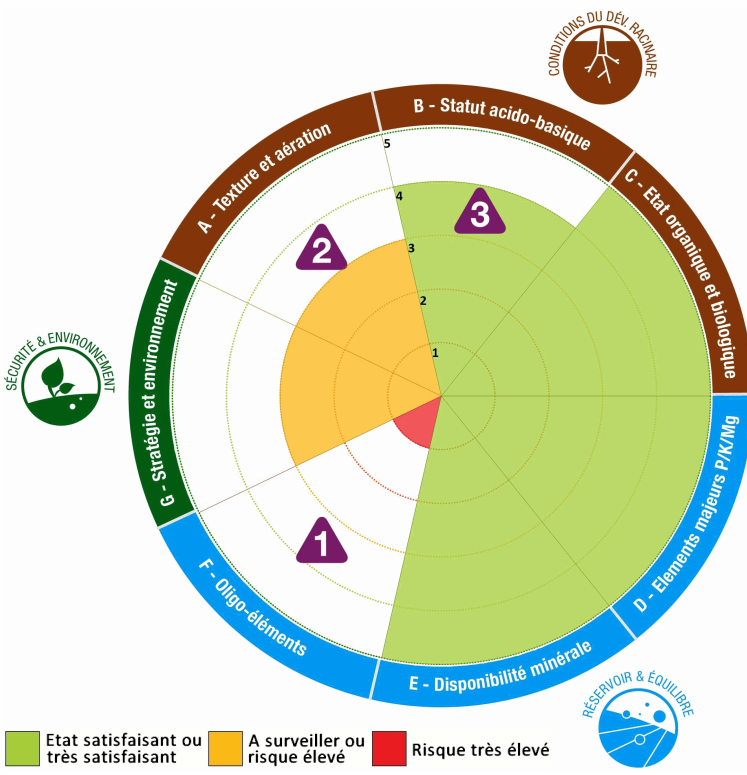 CONDITIONS DU DÉV. RACINAIRE
B - Statut acido-basique
A - Texture et aération
C - Etat organique et biologique
5
4
3
2
1
3
2
1
G - Stratégie et environnement
SÉCURITÉ & ENVIRONNEMENT
D - Elements majeurs P/K/Mg
F - Oligo-éléments
E - Disponibilité minérale
RÉSERVOIR & ÉQUILIBRE
Etat satisfaisant ou
très satisfaisant
A surveiller ou
risque élevé
Risque très élevé